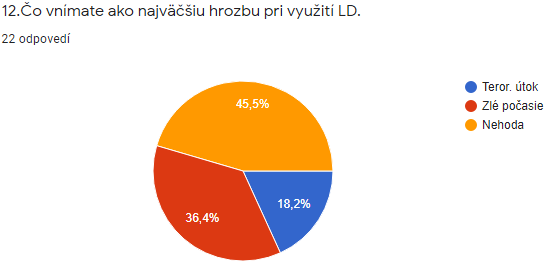 12.Čo vnímate ako najväčšiu hrozbu pri využití LD.
22 odpovedí
45,5%
36,4%
18,2%
Teror. útok
Zlé počasie
Nehoda